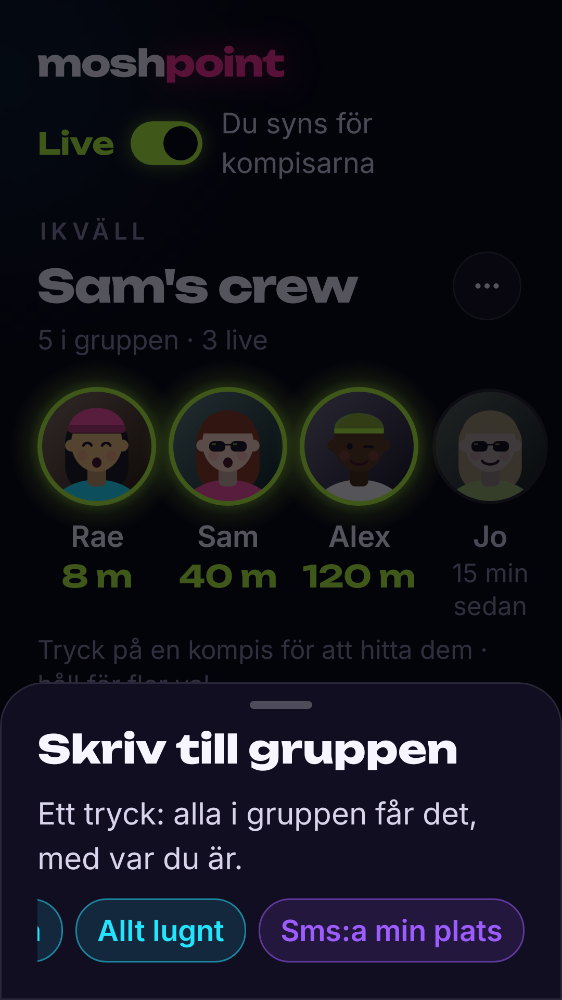 moshpoint
Live
Du syns för
kompisarna
IKVÄLL
Sam's crew
5 i gruppen · 3 live
Rae
Sam
Alex
Jo
8 m
40 m
120 m
15 min
sedan
Tryck på en kompis för att hitta dem ·
Skriv till gruppen
Ett tryck: alla i gruppen får det,
med var du är.
Allt lugnt
Sms:a min plats